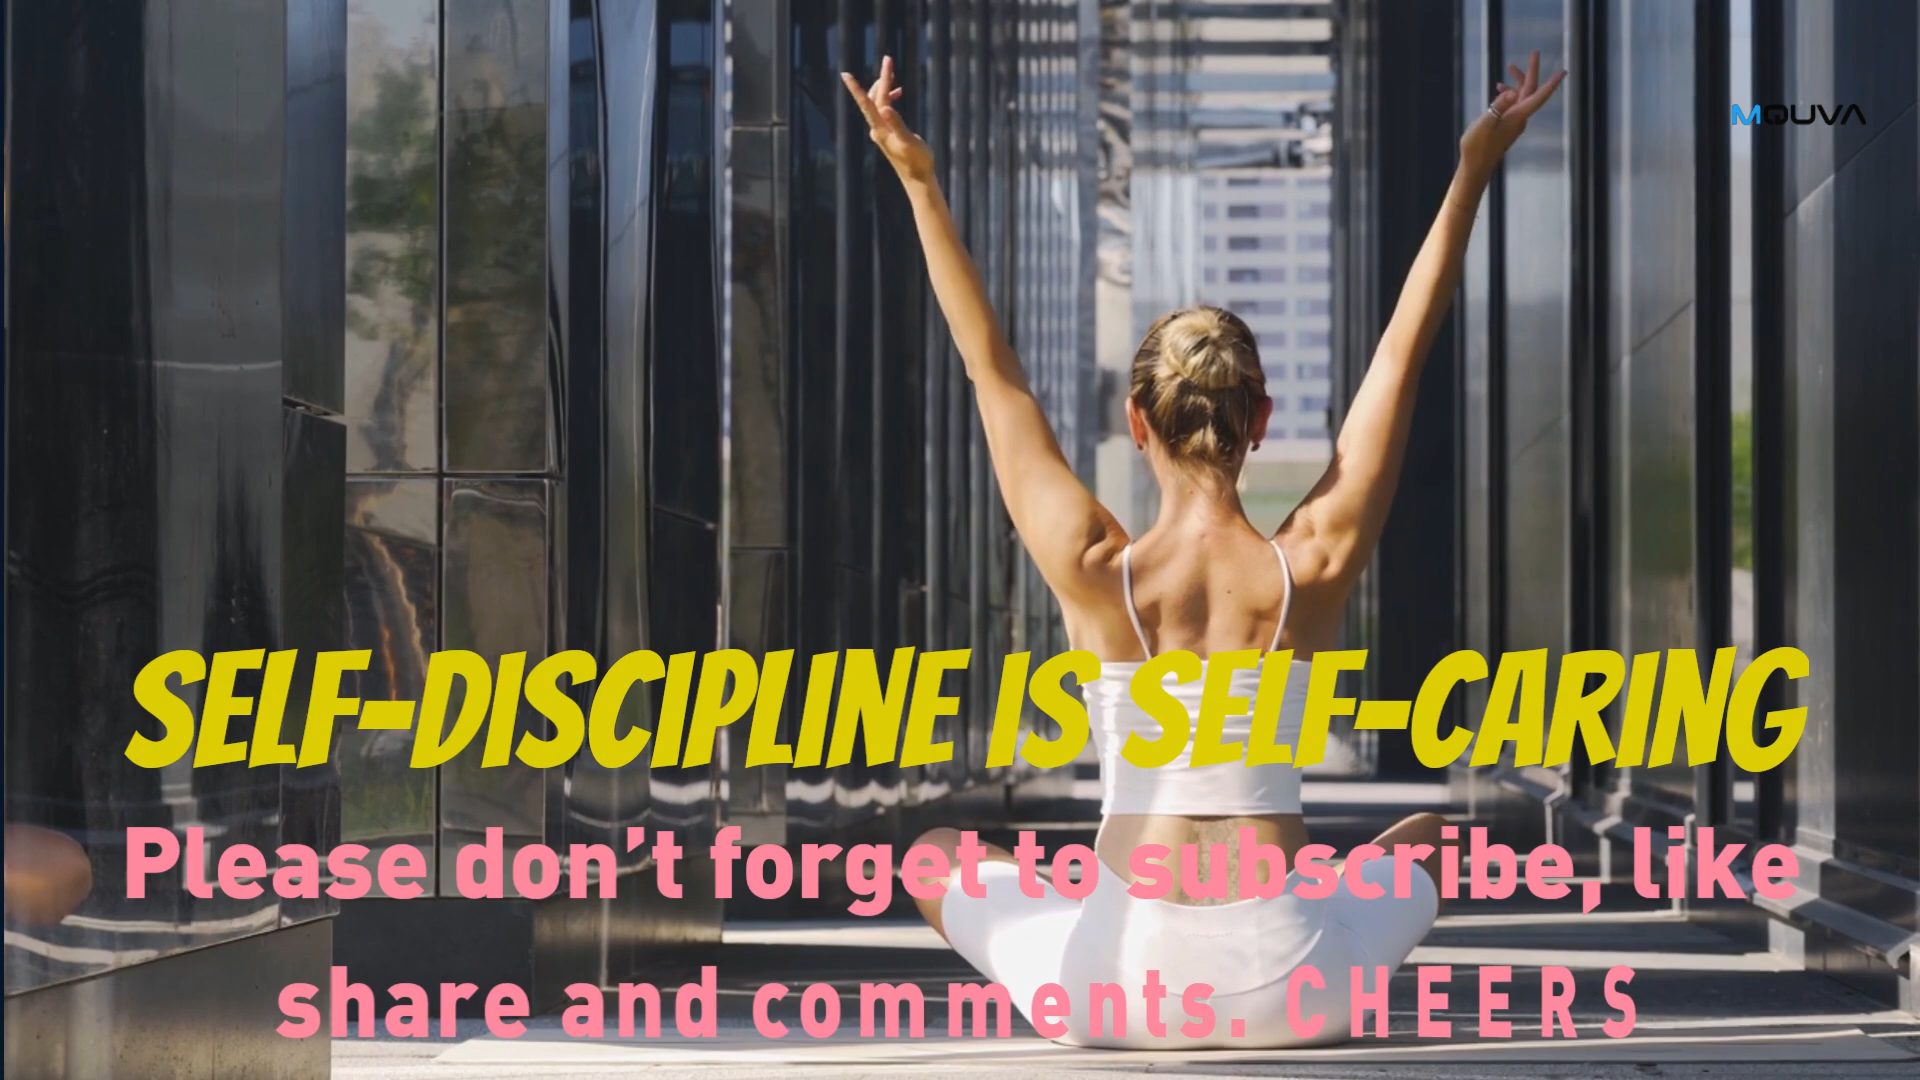 MOUVA
SELF-DISCIPLINE IS SELF-CARING
Please don’t forget to subscribe, like
share and comments. CHEERS